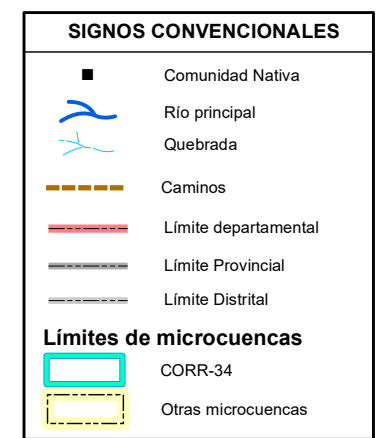 SIGNOS CONVENCIONALES
Comunidad Nativa
Río principal
Quebrada
Caminos
Límite departamental
Límite Provincial
Límite Distrital
Límites de microcuencas
CORR-34
Otras microcuencas